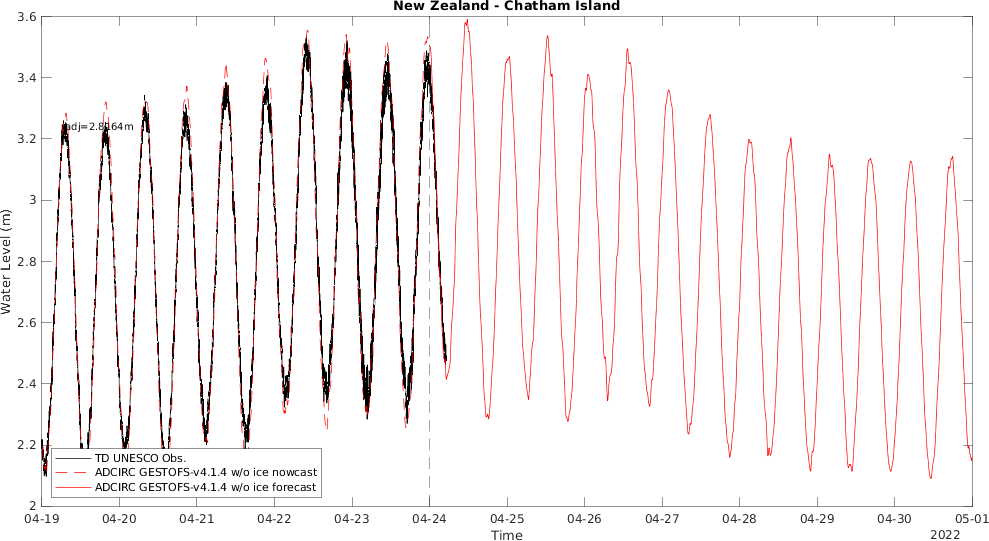 New Zealand - Chatham Island
3.6
3.4
3.2
3
2.8
2.6
2.4
2.2
2
Water Level (m)
TD UNESCO Obs.
ADCIRC GESTOFS-v4.1.4 w/o ice nowcast
ADCIRC GESTOFS-v4.1.4 w/o ice forecast
04-19 04-20 04-21 04-22 04-23 04-24 04-25 04-26 04-27 04-28 04-29 04-30 05-01
Time
2022